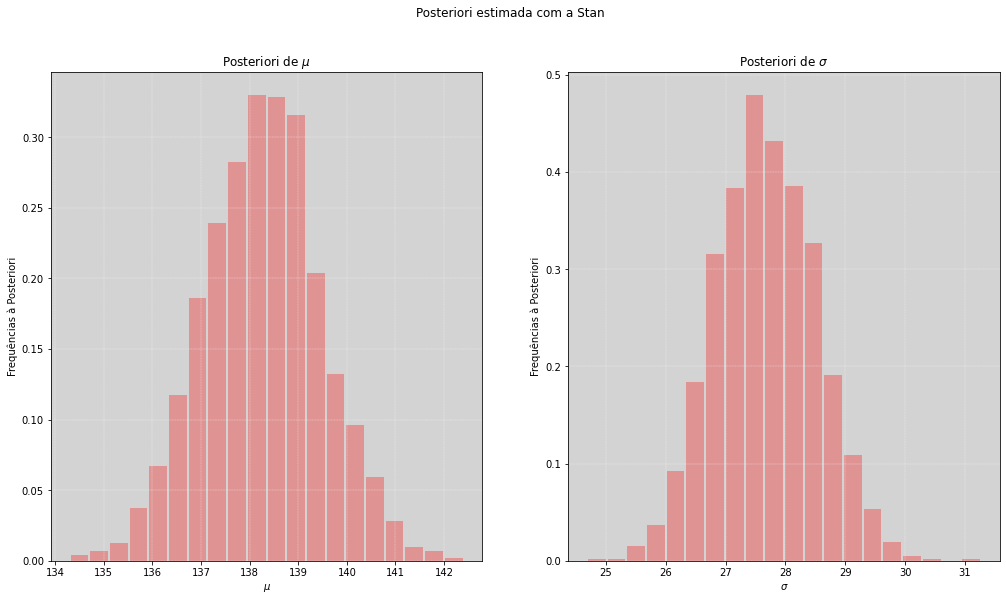 Posteriori estimada com a Stan
Posteriori de μ
Frequências à Posteriori
0.30
0.25
0.20
0.15
0.10
0.05
0.00
134 135 136 137 138 139 140 141 142
μ
Posteriori de σ
Frequências à Posteriori
0.5
0.4
0.3
0.2
0.1
0.0
25 26 27 28 29 30 31
σ